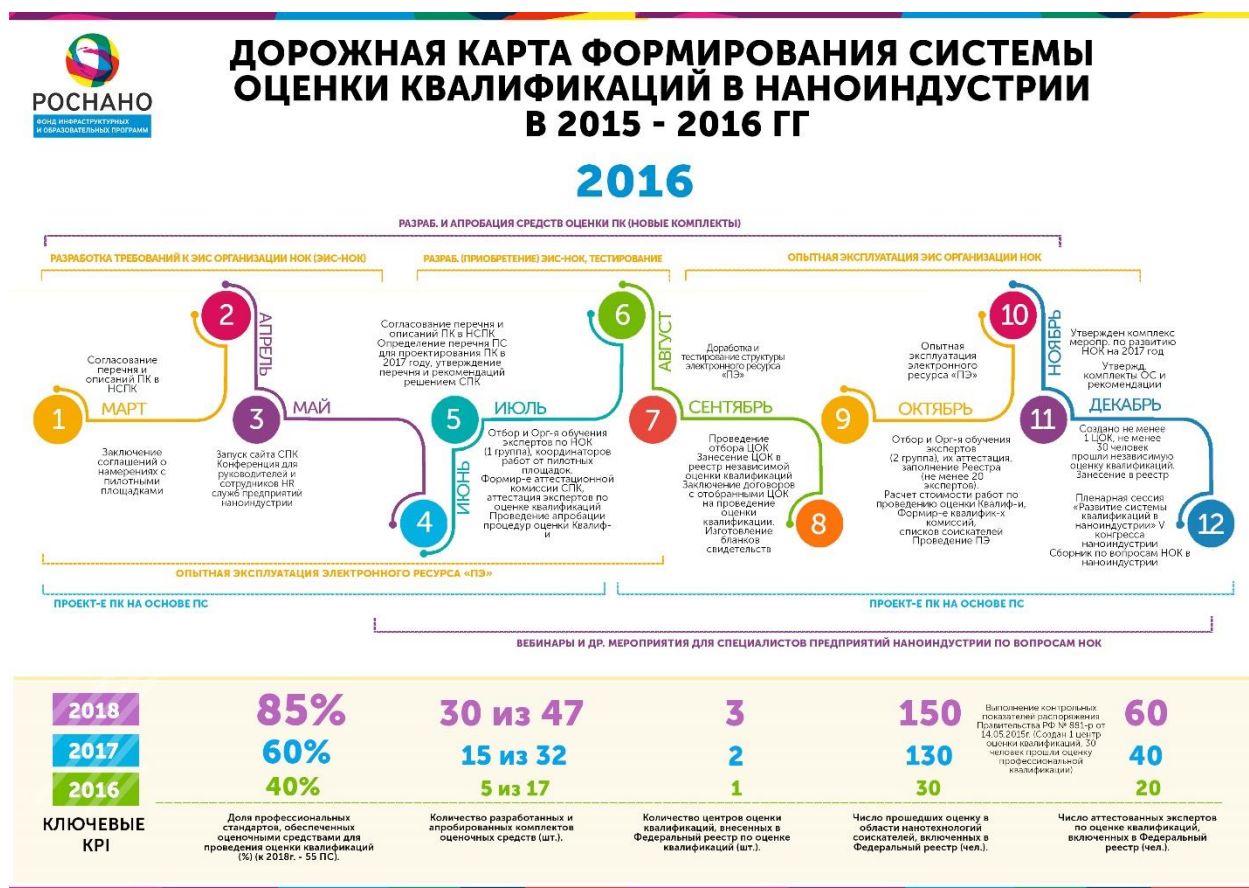 РОСНАНО
ФОНД ИНФРАСТРУКТУРНЫХ
И ОБРАЗОВАТЕЛЬНЫХ ПРОГРАММ
ДОРОЖНАЯ КАРТА ФОРМИРОВАНИЯ СИСТЕМЫ
ОЦЕНКИ КВАЛИФИКАЦИЙ В НАНОИНДУСТРИИ
В 2015 - 2016 ГГ
2016
РАЗРАБ. И АПРОБАЦИЯ СРЕДСТВ ОЦЕНКИ ПК (НОВЫЕ КОМПЛЕКТЫ)
РАЗРАБОТКА ТРЕБОВАНИЙ К ЭИС ОРГАНИЗАЦИИ НОК (ЭИС-НОК)
РАЗРАБ. (ПРИОБРЕТЕНИЕ) ЭИС-НОК, ТЕСТИРОВАНИЕ
ОПЫТНАЯ ЭКСПЛУАТАЦИЯ ЭИС ОРГАНИЗАЦИИ НОК
1
МАРТ
Согласование
перечня и
описаний ПК в
НСПК
Заключение
соглашений о
намерениях с
пилотными
площадками
2
АПРЕЛЬ
3
МАЙ
Запуск сайта СПК
Конференция для
руководителей и
сотрудников HR
служб предприятий
наноиндустрии
Согласование перечня и
описаний ПК в НСПК
Определение перечня ПС
для проектирования ПК в
2017 году, утверждение
перечня и рекомендаций
решением СПК
4
ИЮНЬ
5
ИЮЛЬ
Отбор и Орг-я обучения
экспертов по НОК
(1 группа), координаторов
работ от пилотных
площадок.
Формир-е аттестационной
комиссии СПК,
аттестация экспертов по
оценке квалификаций
Проведение апробации
процедур оценки Квалиф-
и
6
АВГУСТ
Доработка и
тестирование структуры
электронного ресурса
«ПЭ»
7
СЕНТЯБРЬ
Проведение
отбора ЦОК
Занесение ЦОК в
реестр независимой
оценки квалификаций
Заключение договоров
с отобранными ЦОК
на проведение
оценки
квалификации.
Изготовление
бланков
свидетельств
8
9
ОКТЯБРЬ
Опытная
эксплуатация
электронного
ресурса «ПЭ»
Отбор и Орг-я обучения
экспертов
(2 группа), их аттестация,
заполнение Реестра
(не менее 20
экспертов).
Расчет стоимости работ по
проведению оценки Квалиф-и,
Формир-е квалифик-х
комиссий,
списков соискателей
Проведение ПЭ
10
НОЯБРЬ
11
ДЕКАБРЬ
Утвержден комплекс
меропр. по развитию
НОК на 2017 год
Утвержд.
комплекты ОС и
рекомендации
Создано не менее
1 ЦОК, не менее
30 человек
прошли независимую
оценку квалификаций.
Занесение в реестр
Пленарная сессия
«Развитие системы
квалификаций в
наноиндустрии» V
конгресса
наноиндустрии
Сборник по вопросам НОК в
наноиндустрии
12
ОПЫТНАЯ ЭКСПЛУАТАЦИЯ ЭЛЕКТРОННОГО РЕСУРСА «ПЭ»
ПРОЕКТ-Е ПК НА ОСНОВЕ ПС
ПРОЕКТ-Е ПК НА ОСНОВЕ ПС
ВЕБИНАРЫ И ДР. МЕРОПРИЯТИЯ ДЛЯ СПЕЦИАЛИСТОВ ПРЕДПРИЯТИЙ НАНОИНДУСТРИИ ПО ВОПРОСАМ НОК
2018 85% 30 из 47 3 150 60
2017 60% 15 из 32 2 130 40
2016 40% 5 из 17 1 30 20
Выполнение контрольных
показателей распоряжения
Правительства РФ № 881-р от
14.05.2015г. (Создан 1 центр
оценки квалификаций, 30
человек прошли оценку
профессиональной
квалификации)
КЛЮЧЕВЫЕ
KPI
Доля профессиональных
стандартов, обеспеченных
оценочными средствами для
проведения оценки квалификаций
(%) (к 2018г. - 55 ПС).
Количество разработанных и
апробированных комплектов
оценочных средств (шт.).
Количество центров оценки
квалификаций, внесенных в
Федеральный реестр по оценке
квалификаций (шт.).
Число прошедших оценку в
области нанотехнологий
соискателей, включенных в
Федеральный реестр (чел.).
Число аттестованных экспертов
по оценке квалификаций,
включенных в Федеральный
реестр (чел.).